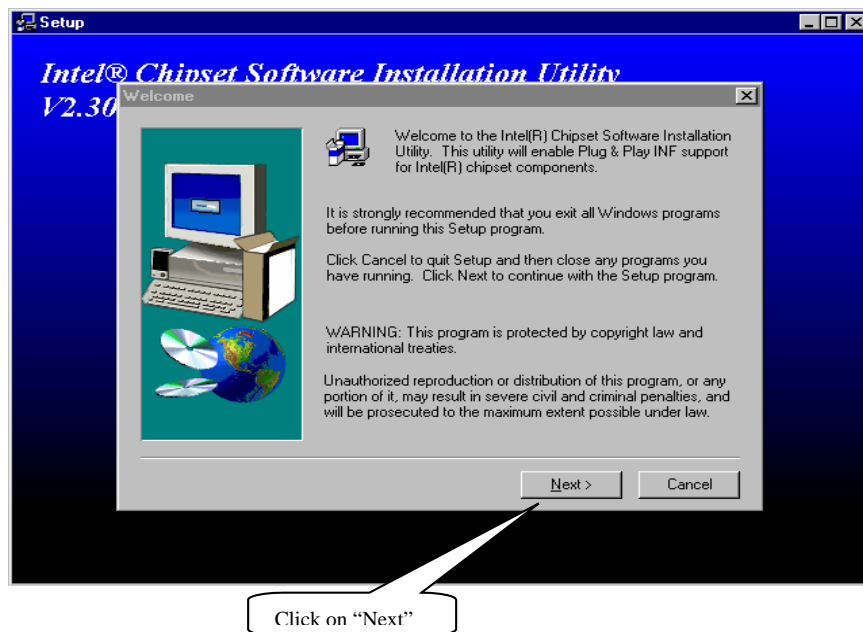 Setup
Intel® Chipset Software Installation Utility
V2.30
Welcome
Welcome to the Intel(R) Chipset Software Installation
Utility. This utility will enable Plug & Play INF support
for Intel(R) chipset components.
It is strongly recommended that you exit all Windows programs
before running this Setup program.
Click Cancel to quit Setup and then close any programs you
have running. Click Next to continue with the Setup program.
WARNING: This program is protected by copyright law and
international treaties.
Unauthorized reproduction or distribution of this program, or any
portion of it, may result in severe civil and criminal penalties, and
will be prosecuted to the maximum extent possible under law.
Next >
Cancel
Click on “Next”